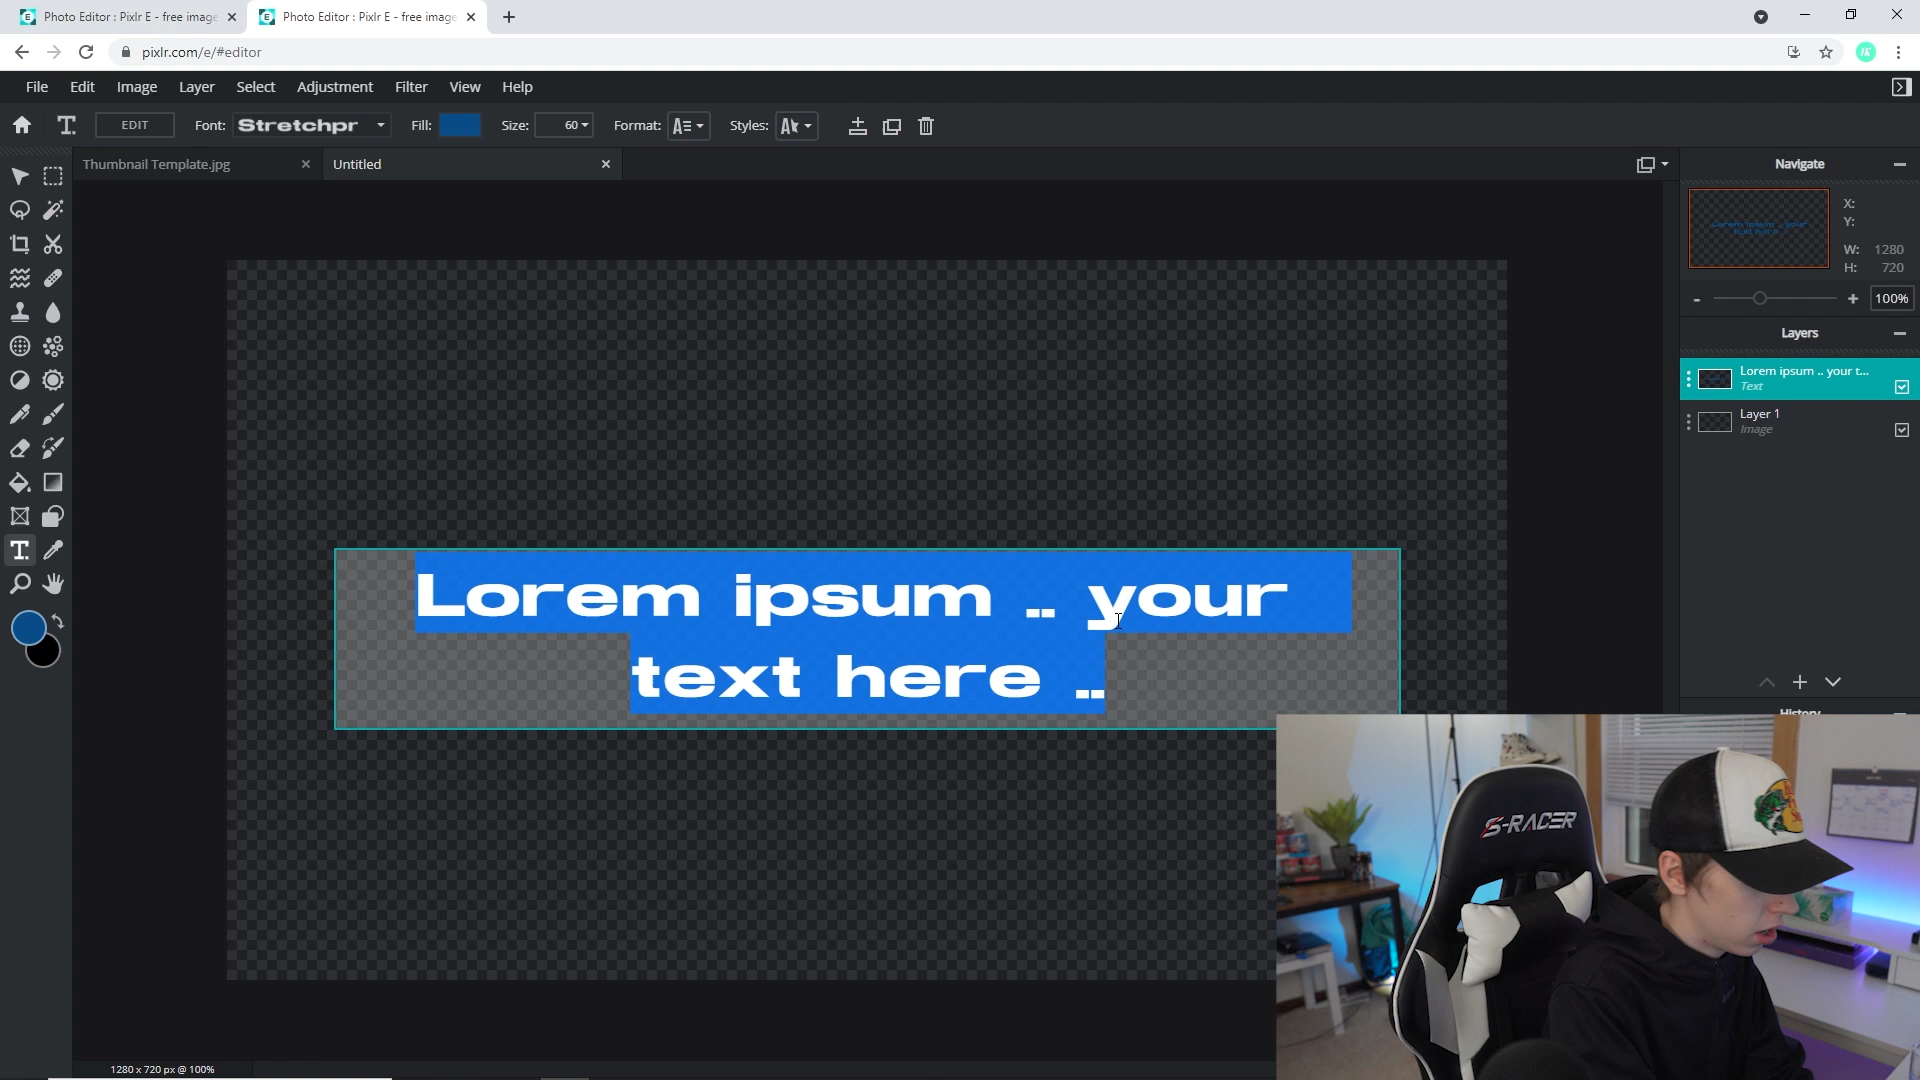 Photo Editor : Pixlr E - free image
Photo Editor : Pixlr E - free image
pixlr.com/e/#editor
File Edit Image Layer Select Adjustment Filter View Help
EDIT Font: Stretchpr Fill: Size: 60 Format: Styles:
Thumbnail Template.jpg
Untitled
Navigate
X:
Y:
W: 1280
H: 720
100%
Layers
Lorem ipsum .. your t...
Text
Layer 1
Image
Lorem ipsum .. your
text here ..
History
S-RACER
1280 x 720 px @ 100%